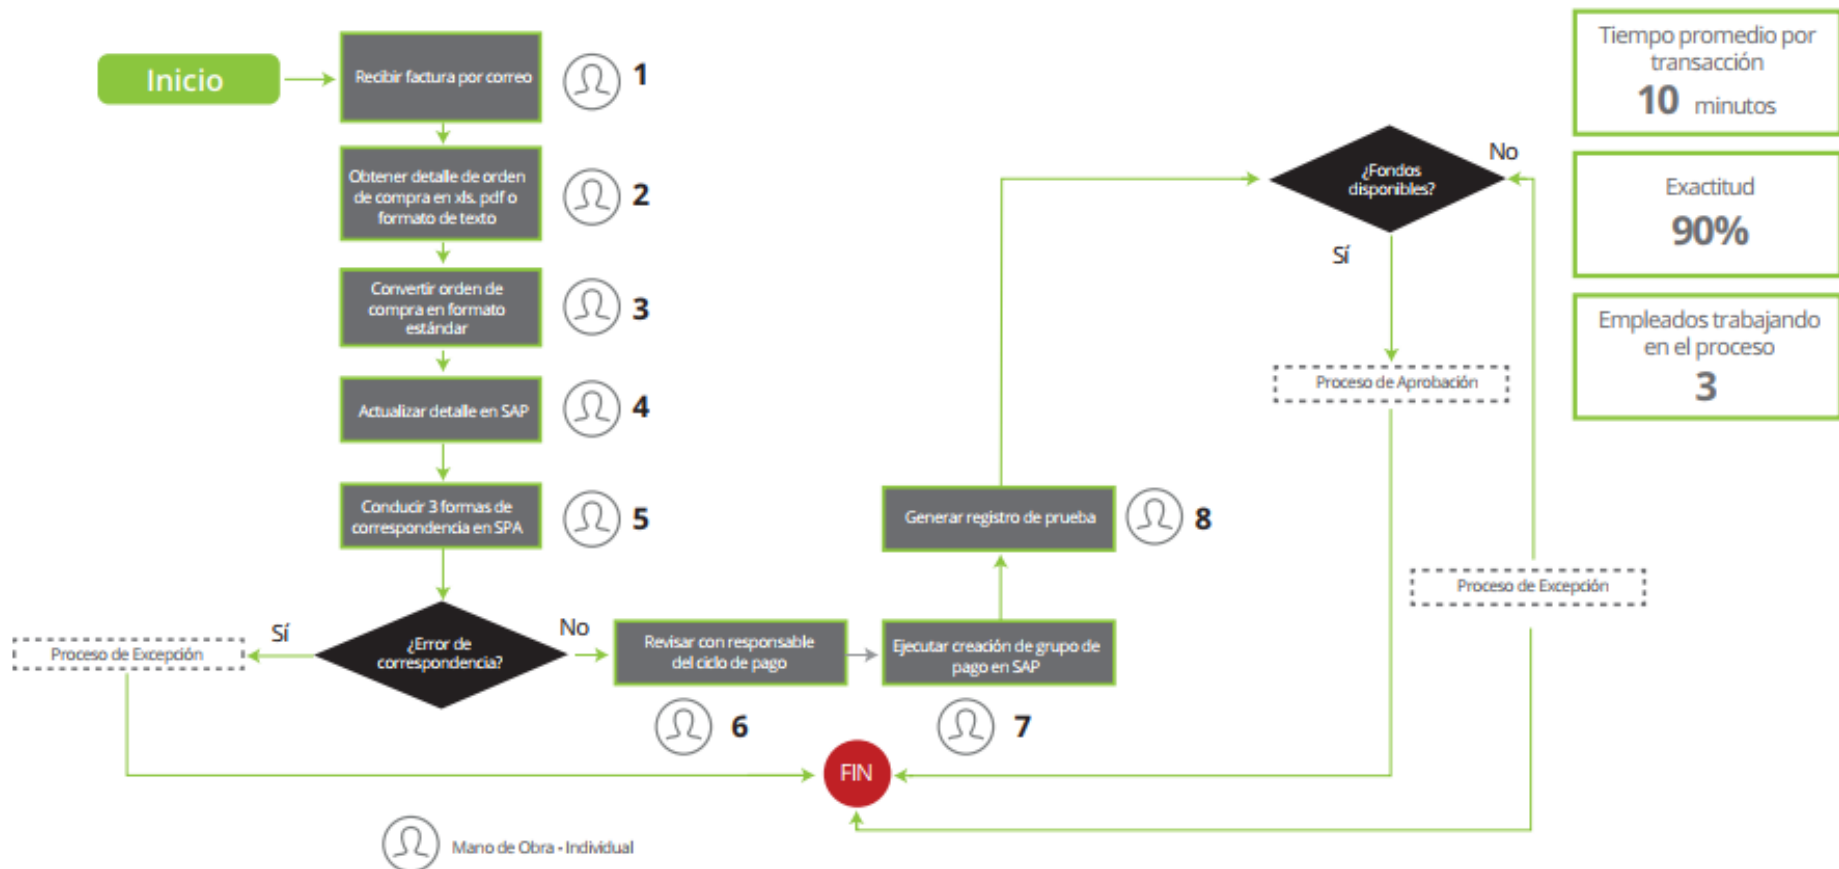 Inicio
Recibir factura por correo
1
Obtener detalle de orden
de compra en xls. pdf o
formato de texto
2
Convertir orden de
compra en formato
estándar
3
Actualizar detalle en SAP
4
Conducir 3 formas de
correspondencia en SPA
5
¿Error de
correspondencia?
Sí
Proceso de Excepción
No
Revisar con responsable
del ciclo de pago
6
Ejecutar creación de grupo de
pago en SAP
7
Generar registro de prueba
8
¿Fondos
disponibles?
No
Sí
Proceso de Aprobación
Proceso de Excepción
FIN
Mano de Obra - Individual
Tiempo promedio por
transacción
10 minutos
Exactitud
90%
Empleados trabajando
en el proceso
3